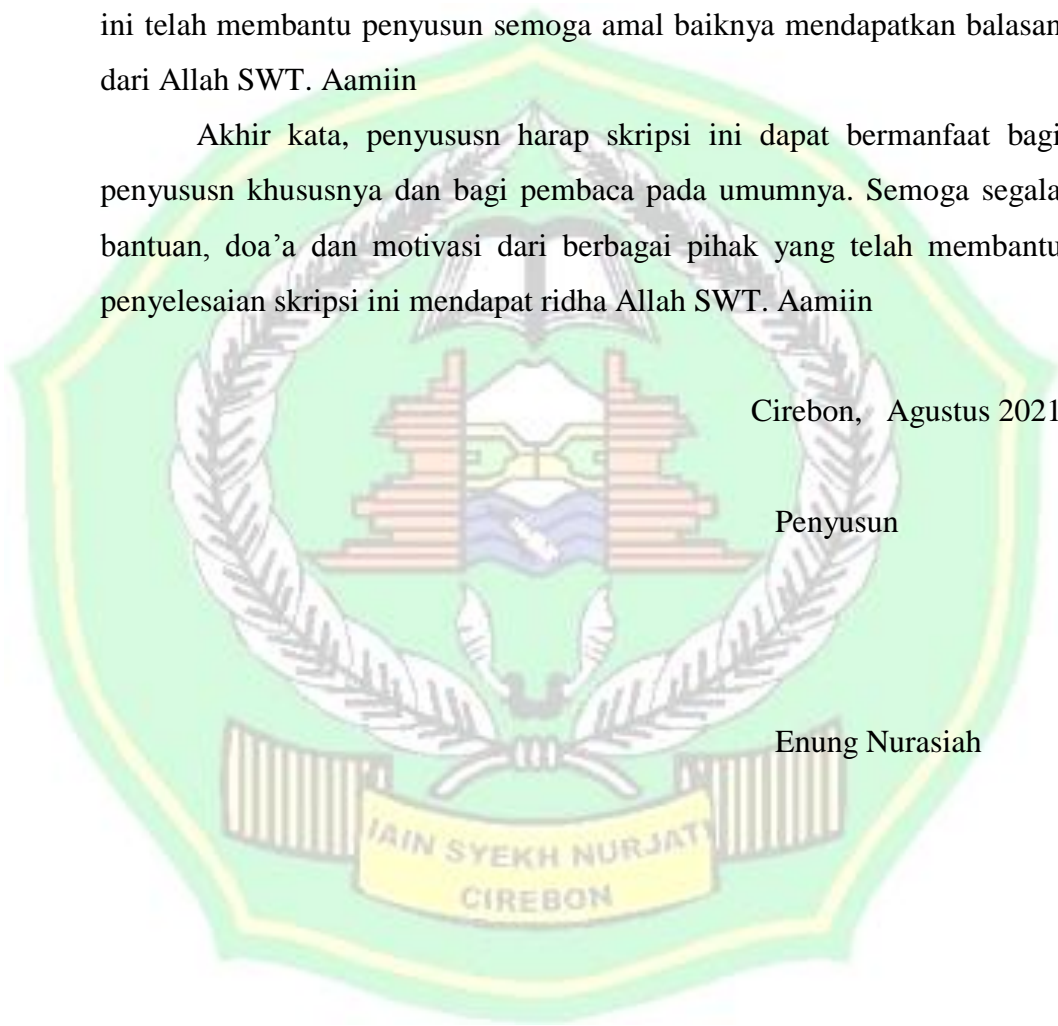 ini telah membantu penyusun semoga amal baiknya mendapatkan balasan
dari Allah SWT. Aamiin
Akhir kata, penyususn harap skripsi ini dapat bermanfaat bagi
penyususn khususnya dan bagi pembaca pada umumnya. Semoga segala
bantuan, doa’a dan motivasi dari berbagai pihak yang telah membantu
penyelesaian skripsi ini mendapat ridha Allah SWT. Aamiin
Cirebon, Agustus 2021
Penyusun
Enung Nurasiah
IAIN SYEKH NURJATI
CIREBON